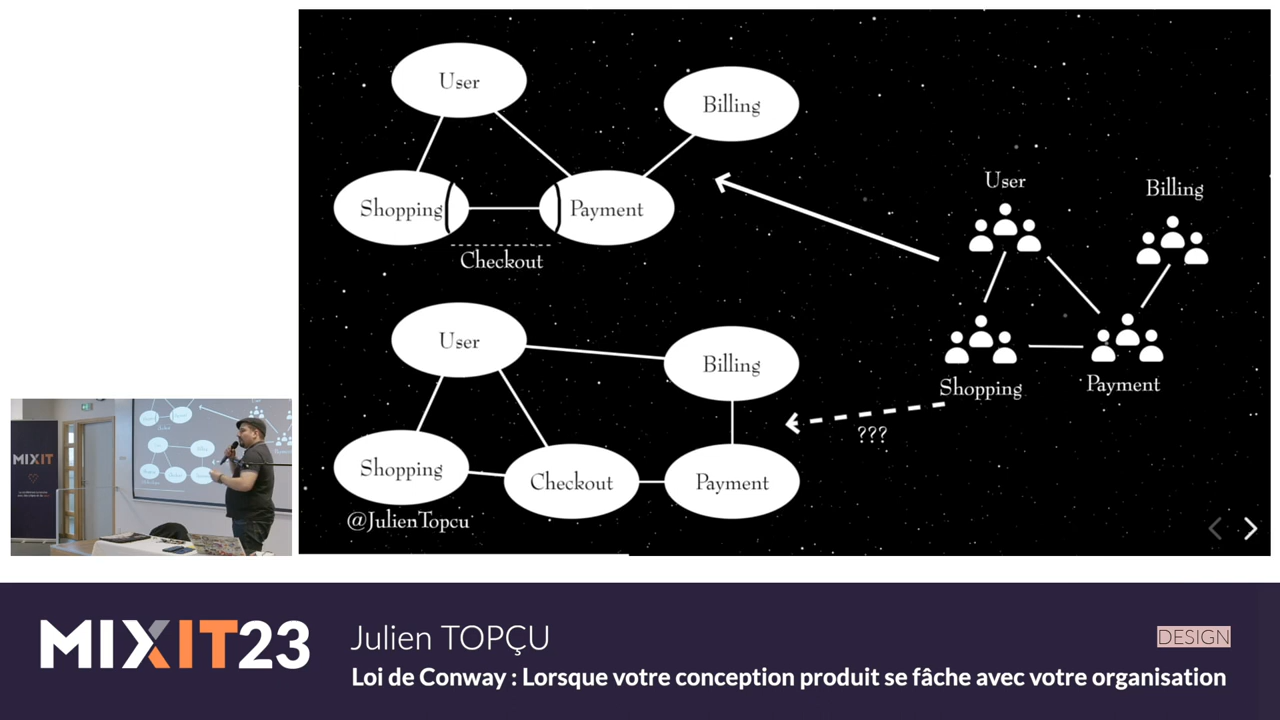 User
Billing
Shopping
Payment
Checkout
User
Billing
Shopping
Checkout
Payment
@JulienTopcu
User
Billing
Shopping
Payment
???
MIXIT
MIXIT23
Julien TOPÇU
DESIGN
Loi de Conway : Lorsque votre conception produit se fâche avec votre organisation